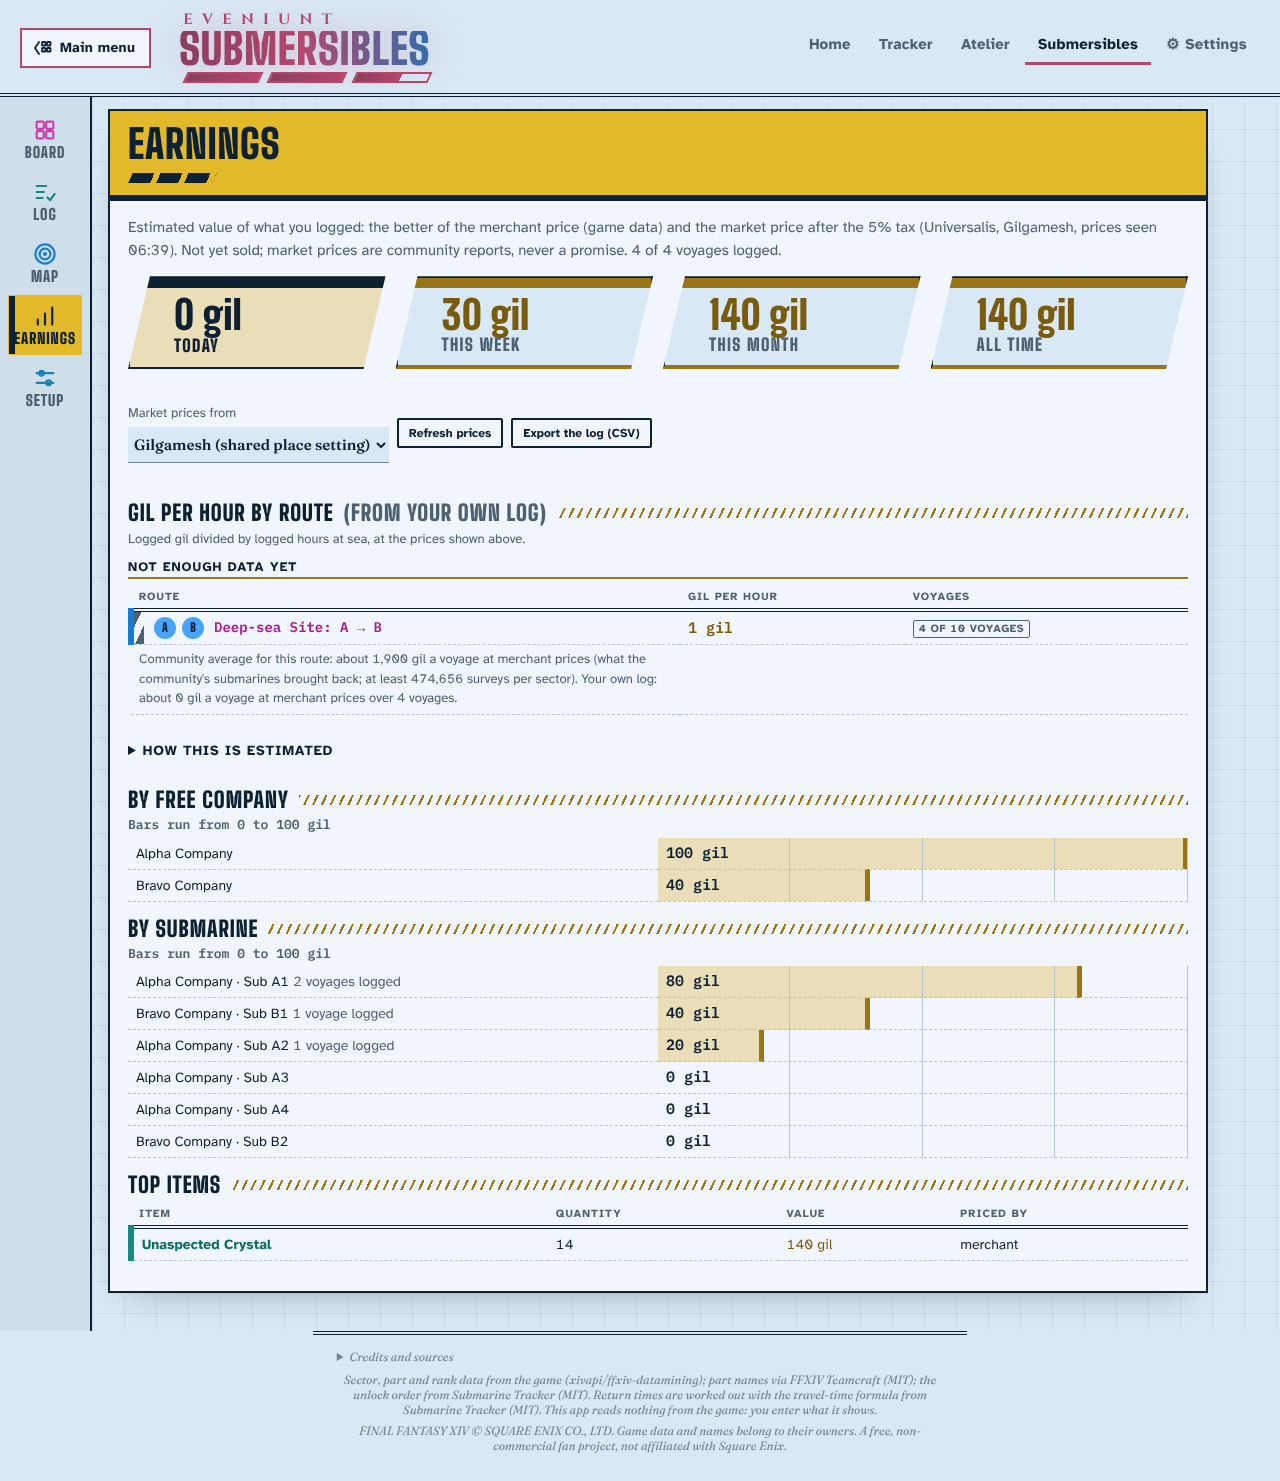 Main menu
EVENIUNT
SUBMERSIBLES
Home
Tracker
Atelier
Submersibles
⚙ Settings
BOARD
LOG
MAP
EARNINGS
SETUP
EARNINGS
Estimated value of what you logged: the better of the merchant price (game data) and the market price after the 5% tax (Universalis, Gilgamesh, prices seen
06:39). Not yet sold; market prices are community reports, never a promise. 4 of 4 voyages logged.
0 gil
TODAY
30 gil
THIS WEEK
140 gil
THIS MONTH
140 gil
ALL TIME
Market prices from
Gilgamesh (shared place setting)
Refresh prices
Export the log (CSV)
GIL PER HOUR BY ROUTE (FROM YOUR OWN LOG)
Logged gil divided by logged hours at sea, at the prices shown above.
NOT ENOUGH DATA YET
ROUTE GIL PER HOUR VOYAGES
A B Deep-sea Site: A → B 1 gil 4 OF 10 VOYAGES
Community average for this route: about 1,900 gil a voyage at merchant prices (what the
community's submarines brought back; at least 474,656 surveys per sector). Your own log:
about 0 gil a voyage at merchant prices over 4 voyages.
▶ HOW THIS IS ESTIMATED
BY FREE COMPANY
Bars run from 0 to 100 gil
Alpha Company 100 gil
Bravo Company 40 gil
BY SUBMARINE
Bars run from 0 to 100 gil
Alpha Company · Sub A1 2 voyages logged 80 gil
Bravo Company · Sub B1 1 voyage logged 40 gil
Alpha Company · Sub A2 1 voyage logged 20 gil
Alpha Company · Sub A3 0 gil
Alpha Company · Sub A4 0 gil
Bravo Company · Sub B2 0 gil
TOP ITEMS
ITEM QUANTITY VALUE PRICED BY
Unaspected Crystal 14 140 gil merchant
▶ Credits and sources
Sector, part and rank data from the game (xivapi/ffxiv-datamining); part names via FFXIV Teamcraft (MIT); the
unlock order from Submarine Tracker (MIT). Return times are worked out with the travel-time formula from
Submarine Tracker (MIT). This app reads nothing from the game: you enter what it shows.
FINAL FANTASY XIV © SQUARE ENIX CO., LTD. Game data and names belong to their owners. A free, non-
commercial fan project, not affiliated with Square Enix.